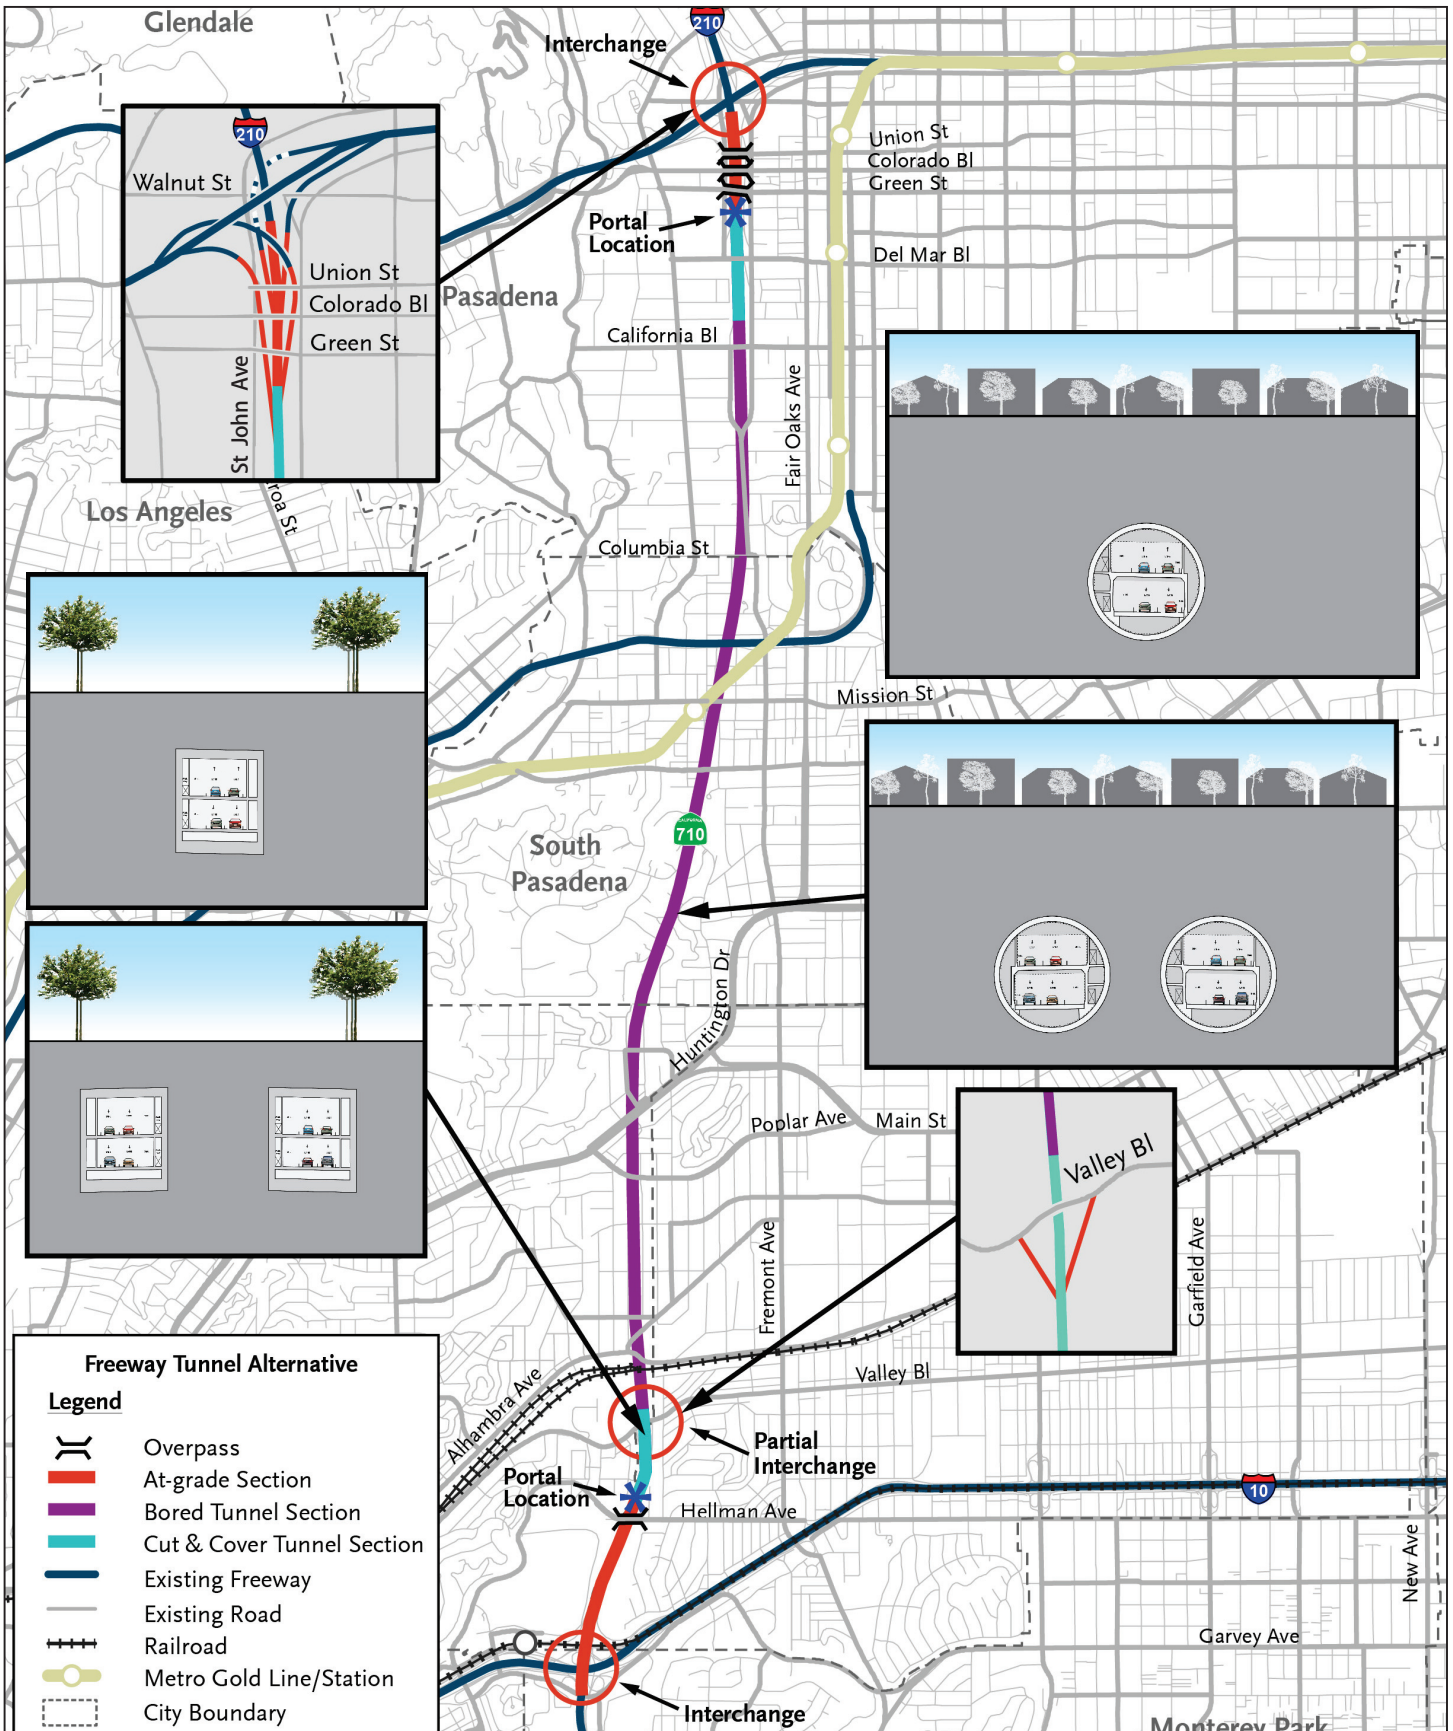 Glendale
210
Interchange
Union St
Colorado Bl
Green St
210
Walnut St
Portal
Location
Del Mar Bl
Union St
Pasadena
Colorado Bl
California Bl
Green St
St John Ave
Fair Oaks Ave
Los Angeles
roa St
Columbia St
Mission St
CALIFORNIA
710
South
Pasadena
Huntington Dr
Poplar Ave
Main St
Valley Bl
Fremont Ave
Garfield Ave
Valley Bl
Alhambra Ave
Partial
Interchange
Portal
Location
Hellman Ave
10
New Ave
Garvey Ave
Interchange
Monterey Park
Freeway Tunnel Alternative
Legend
Overpass
At-grade Section
Bored Tunnel Section
Cut & Cover Tunnel Section
Existing Freeway
Existing Road
Railroad
Metro Gold Line/Station
City Boundary